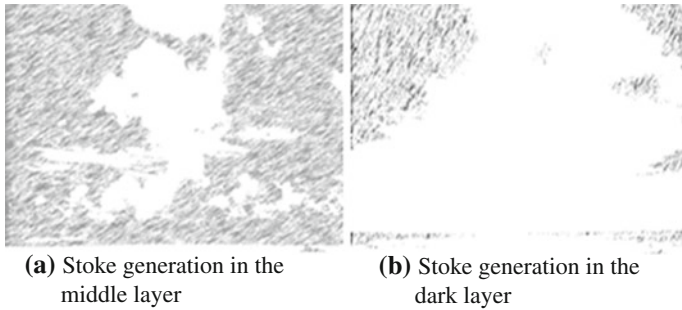 (a) Stoke generation in the
middle layer
(b) Stoke generation in the
dark layer